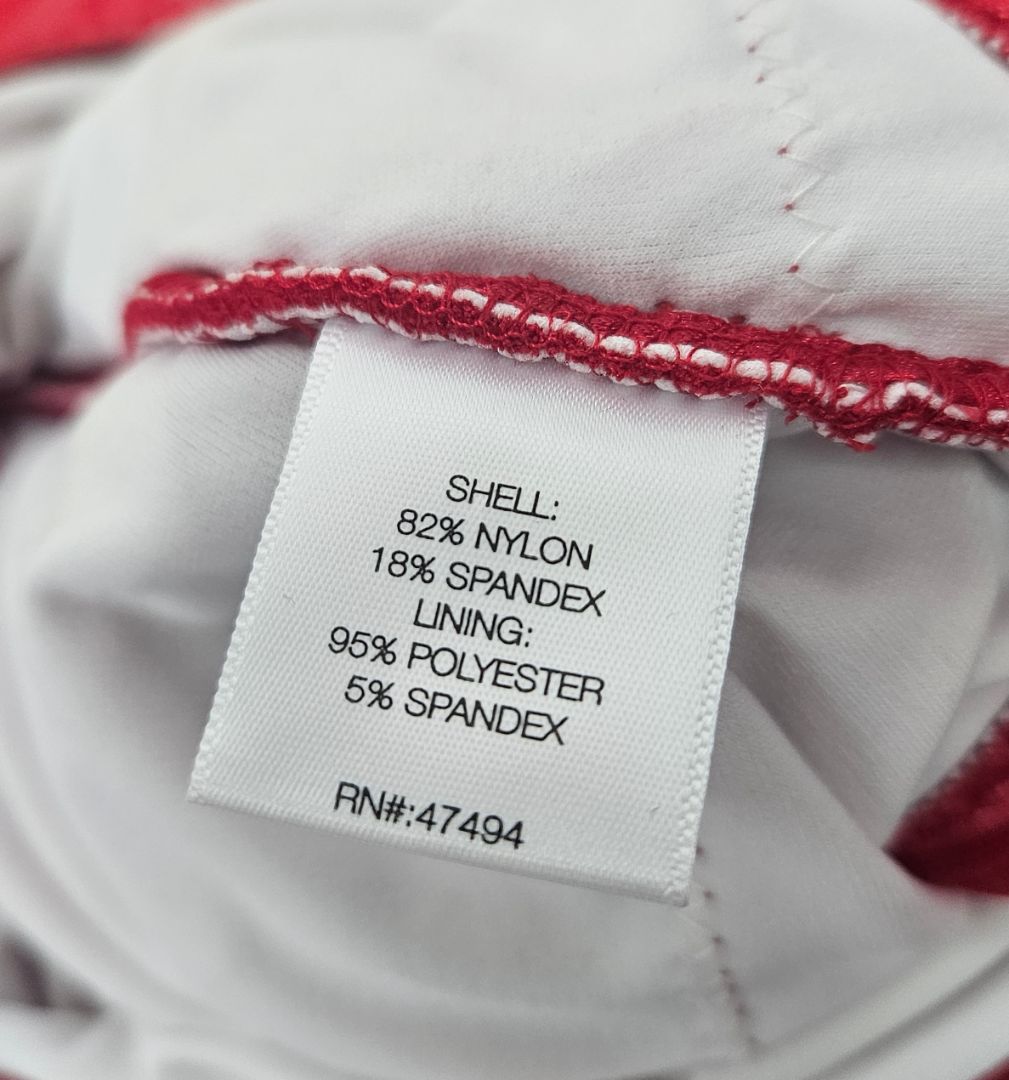 SHELL:
82% NYLON
18% SPANDEX
LINING:
95% POLYESTER
5% SPANDEX
RN#:47494